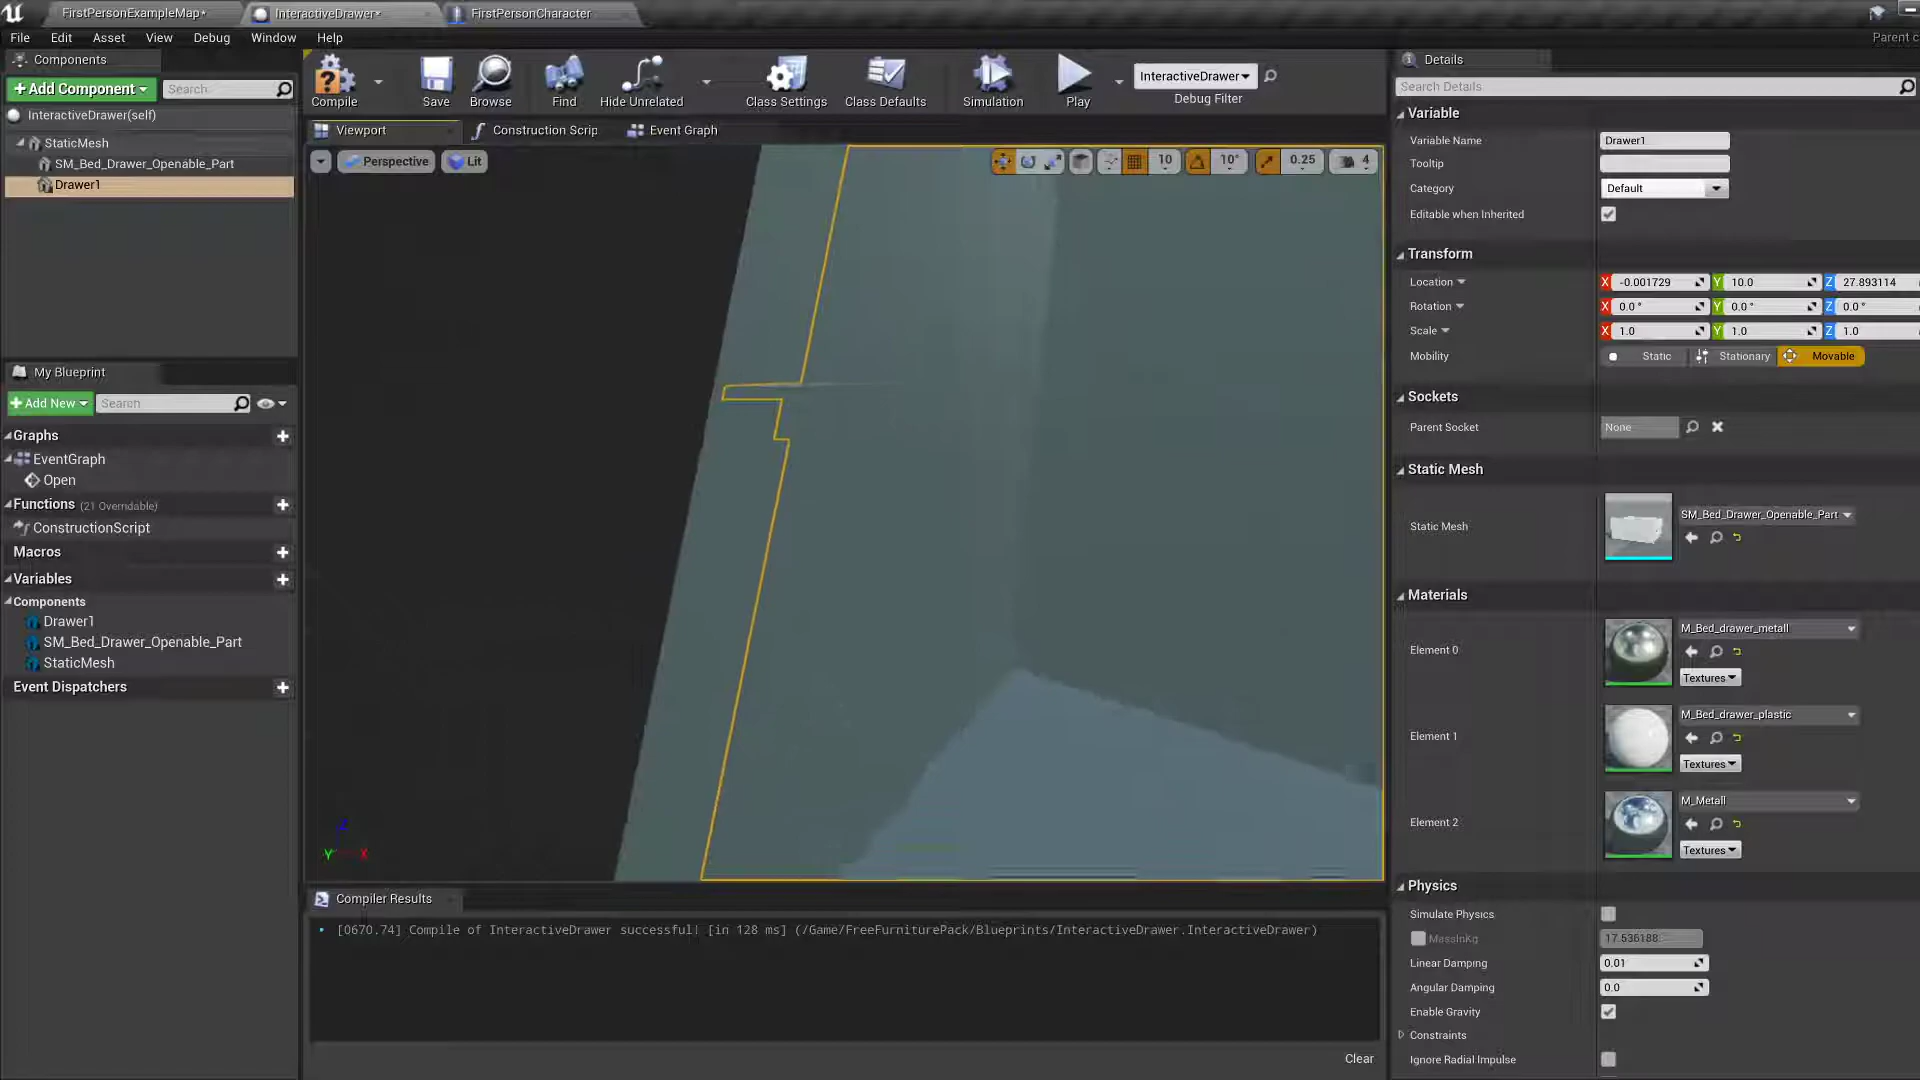 FirstPersonExampleMap*
InteractiveDrawer*
FirstPersonCharacter
File Edit Asset View Debug Window Help
Parent c
Components
+ Add Component
Search
InteractiveDrawer(self)
StaticMesh
SM_Bed_Drawer_Openable_Part
Drawer1
My Blueprint
+ Add New
Search
Graphs
EventGraph
Open
Functions (21 Overridable)
ConstructionScript
Macros
Variables
Components
Drawer1
SM_Bed_Drawer_Openable_Part
StaticMesh
Event Dispatchers
Compile
Save
Browse
Find
Hide Unrelated
Class Settings
Class Defaults
Simulation
Play
InteractiveDrawer
Debug Filter
Viewport
Construction Scrip
Event Graph
Perspective
Lit
10
10°
0.25
4
Z
Y
X
Compiler Results
• [0670.74] Compile of InteractiveDrawer successful! [in 128 ms] (/Game/FreeFurniturePack/Blueprints/InteractiveDrawer.InteractiveDrawer)
Clear
Details
Search Details
Variable
Variable Name Drawer1
Tooltip
Category Default
Editable when Inherited
Transform
Location X -0.001729 Y 10.0 Z 27.893114
Rotation X 0.0° Y 0.0° Z 0.0°
Scale X 1.0 Y 1.0 Z 1.0
Mobility Static Stationary Movable
Sockets
Parent Socket None
Static Mesh
Static Mesh SM_Bed_Drawer_Openable_Part
Materials
Element 0 M_Bed_drawer_metall
Textures
Element 1 M_Bed_drawer_plastic
Textures
Element 2 M_Metall
Textures
Physics
Simulate Physics
MassInKg 17.536188
Linear Damping 0.01
Angular Damping 0.0
Enable Gravity
Constraints
Ignore Radial Impulse